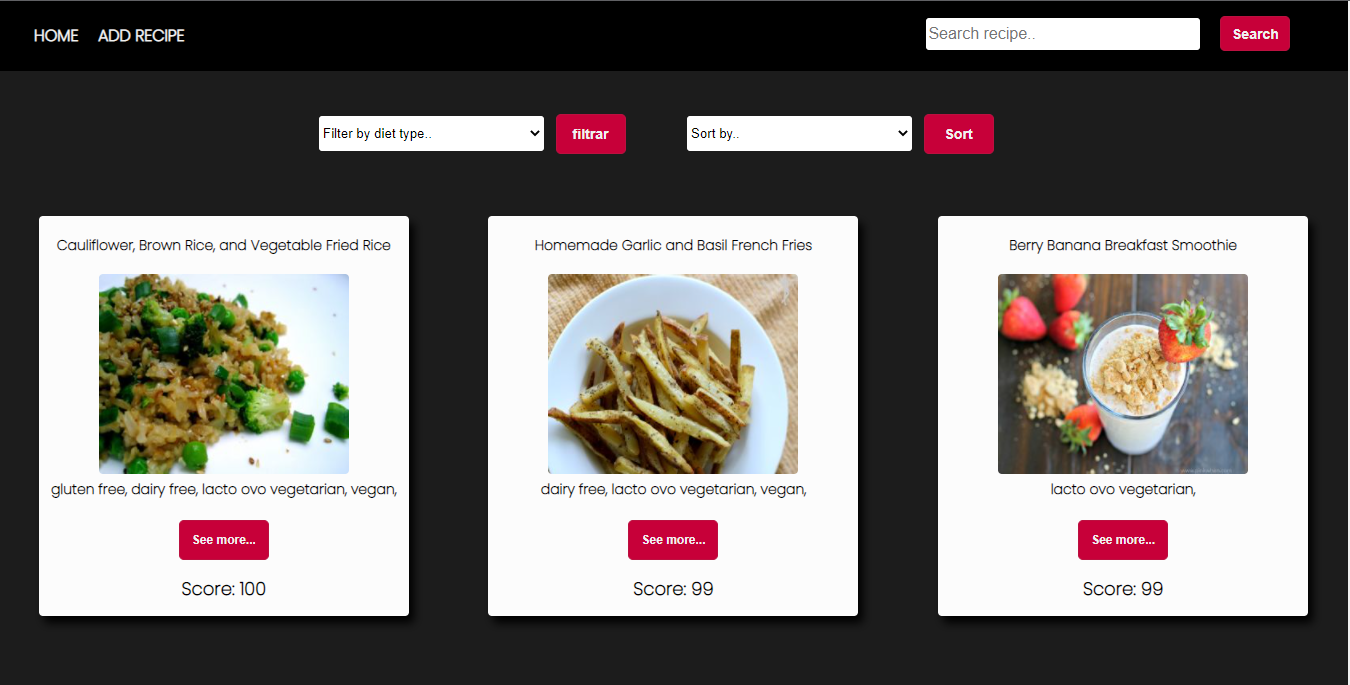 HOME ADD RECIPE Search recipe.. Search
Filter by diet type.. filtrar Sort by.. Sort
Cauliflower, Brown Rice, and Vegetable Fried Rice
gluten free, dairy free, lacto ovo vegetarian, vegan,
See more...
Score: 100
Homemade Garlic and Basil French Fries
dairy free, lacto ovo vegetarian, vegan,
See more...
Score: 99
Berry Banana Breakfast Smoothie
lacto ovo vegetarian,
See more...
Score: 99